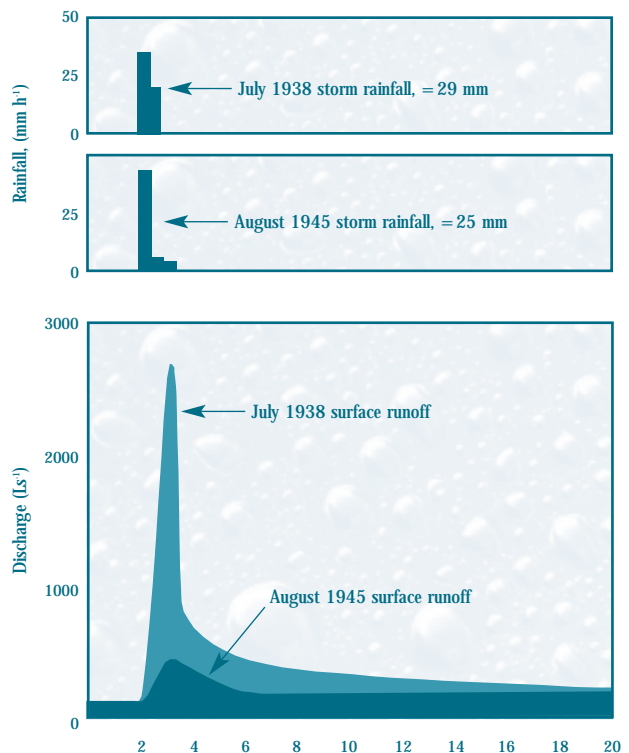 50
25
0
July 1938 storm rainfall, = 29 mm
Rainfall, (mm h-1)
25
0
August 1945 storm rainfall, = 25 mm
3000
2000
1000
0
Discharge (Ls-1)
July 1938 surface runoff
August 1945 surface runoff
2 4 6 8 10 12 14 16 18 20